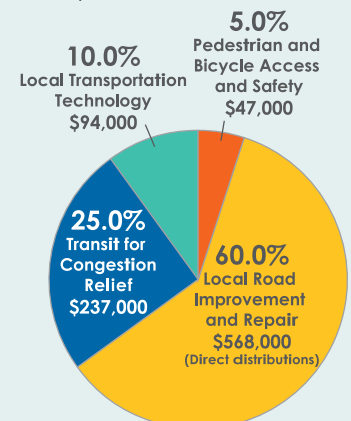 5.0%
Pedestrian and
Bicycle Access
and Safety
$47,000
10.0%
Local Transportation
Technology
$94,000
25.0%
Transit for
Congestion
Relief
$237,000
60.0%
Local Road
Improvement
and Repair
$568,000
(Direct distributions)